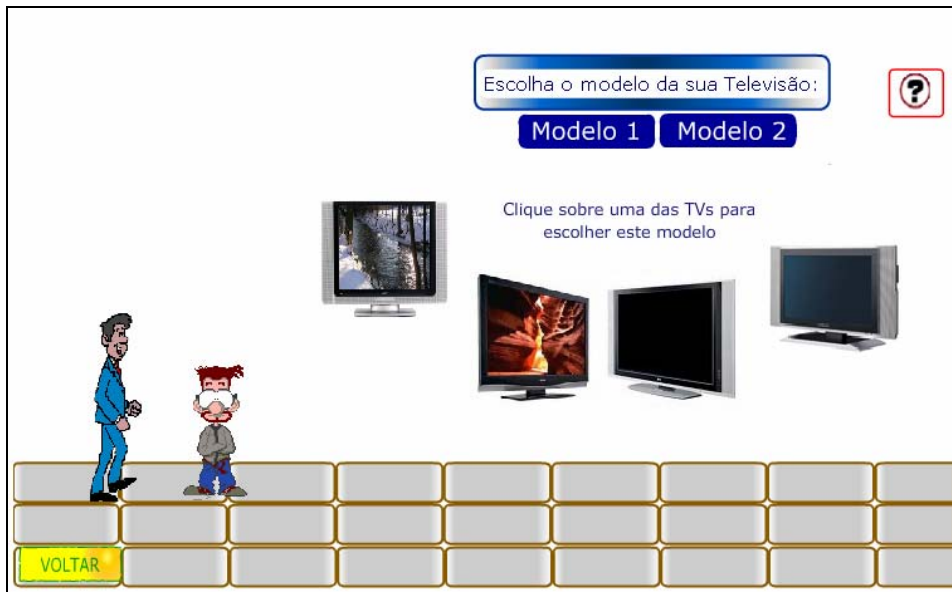 Escolha o modelo da sua Televisão:
?
Modelo 1 Modelo 2
Clique sobre uma das TVs para
escolher este modelo
VOLTAR